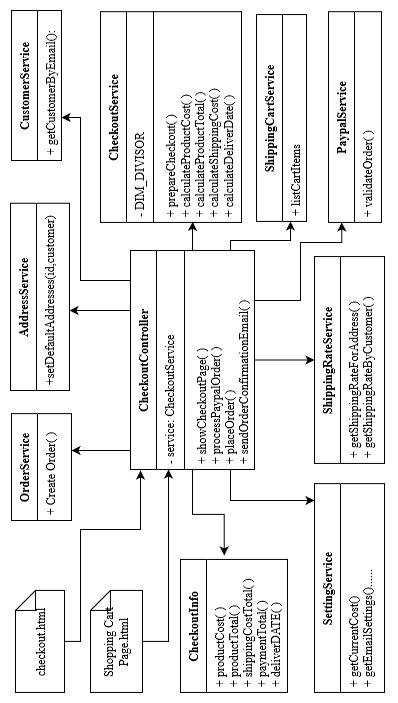 checkout.html
OrderService
+ Create Order( )
AddressService
+setDefaultAddresses(id,customer)
CustomerService
+ getCustomerByEmail():
Shopping Cart
Page.html
CheckoutController
- service: CheckoutService
+ showCheckoutPage( )
+ processPaypalOrder( )
+ placeOrder( )
+ sendOrderConfirmationEmail( )
CheckoutService
- DIM_DIVISOR
+ prepareCheckout( )
+ calculateProductCost( )
+ calculateProductTotal( )
+ calculateShippingCost( )
+ calculateDeliverDate( )
CheckoutInfo
+ productCost( )
+ productTotal( )
+ shippingCostTotal( )
+ paymentTotal( )
+ deliverDATE( )
ShippingCartService
+ listCartItems
SettingService
+ getCurrentCost()
+ getEmailSettings()......
ShippingRateService
+ getShippingRateForAddress( )
+ getShippingRateByCustomer( )
PaypalService
+ validateOrder( )